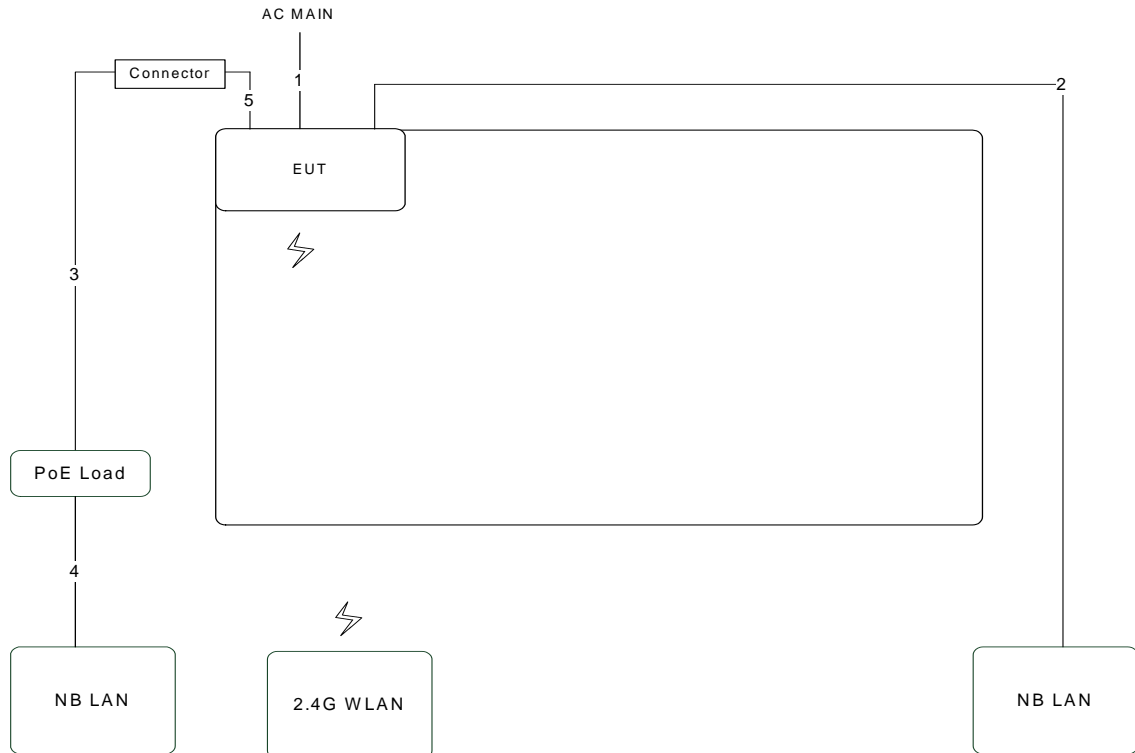 AC MAIN
Connector
1
2
5
EUT
3
PoE Load
4
NB LAN
2.4G WLAN
NB LAN